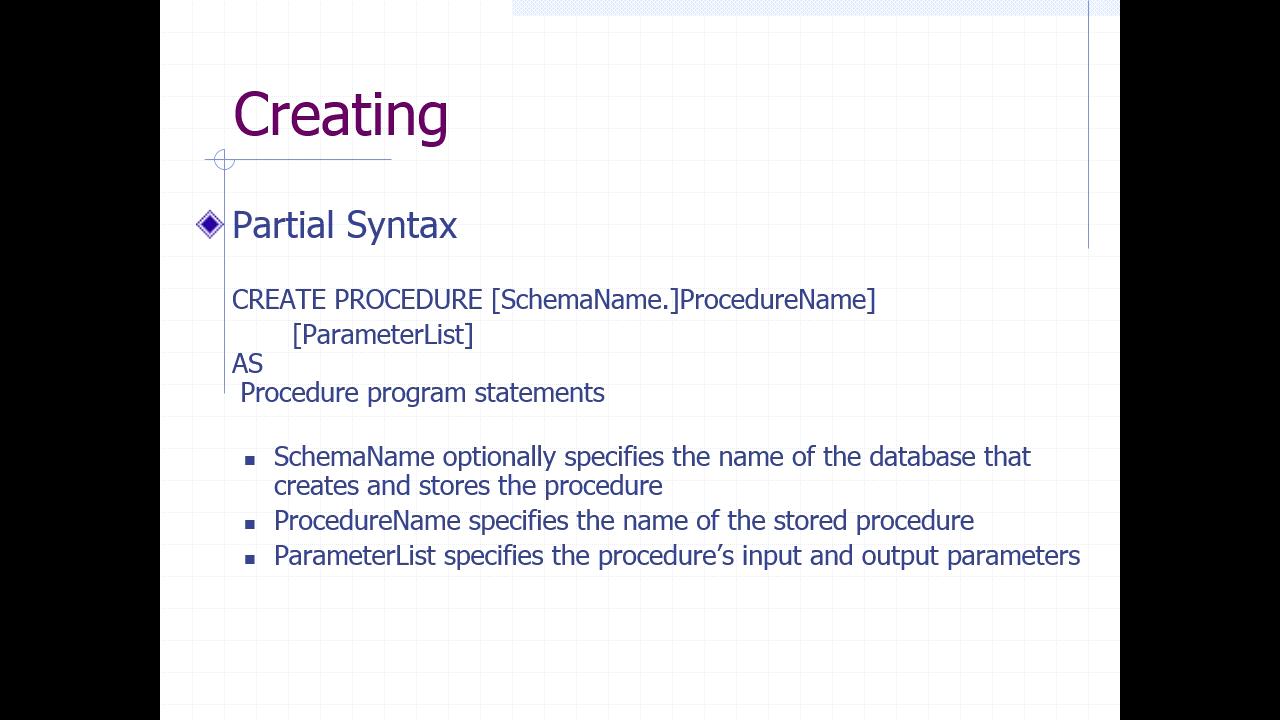 Creating
Partial Syntax
CREATE PROCEDURE [SchemaName.]ProcedureName]
[ParameterList]
AS
Procedure program statements
SchemaName optionally specifies the name of the database that
creates and stores the procedure
ProcedureName specifies the name of the stored procedure
ParameterList specifies the procedure’s input and output parameters